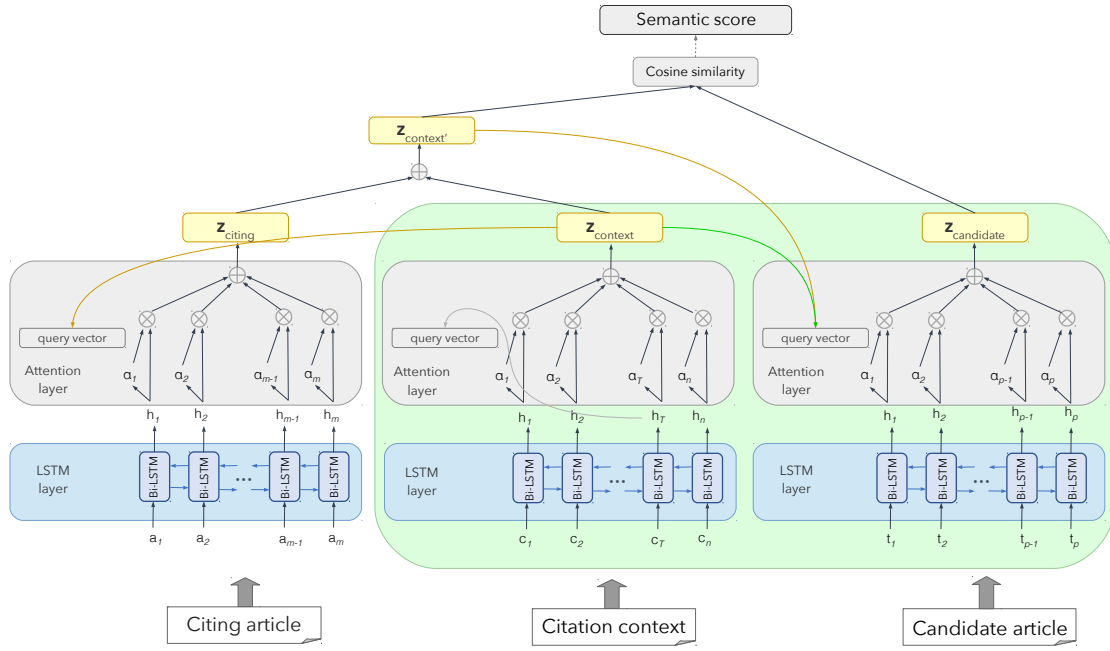 Semantic score
Cosine similarity
z context′
z citing
z context
z candidate
query vector
query vector
query vector
Attention layer
α1 α2 αm-1 αm
Attention layer
α1 α2 αT αn
Attention layer
α1 α2 αp-1 αp
h1 h2 hm-1 hm
h1 h2 hT hn
h1 h2 hp-1 hp
LSTM layer
Bi-LSTM Bi-LSTM ... Bi-LSTM Bi-LSTM
LSTM layer
Bi-LSTM Bi-LSTM ... Bi-LSTM Bi-LSTM
LSTM layer
Bi-LSTM Bi-LSTM ... Bi-LSTM Bi-LSTM
a1 a2 am-1 am
c1 c2 cT cn
t1 t2 tp-1 tp
Citing article
Citation context
Candidate article